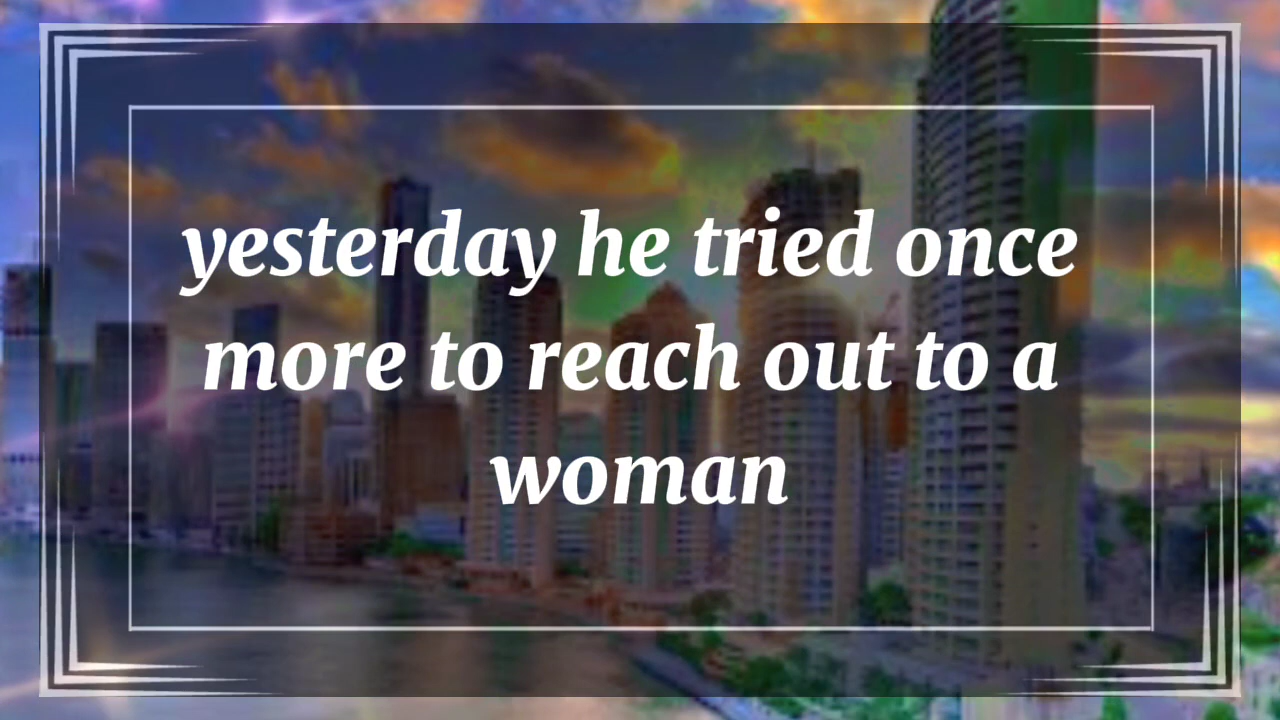 yesterday he tried once
more to reach out to a
woman